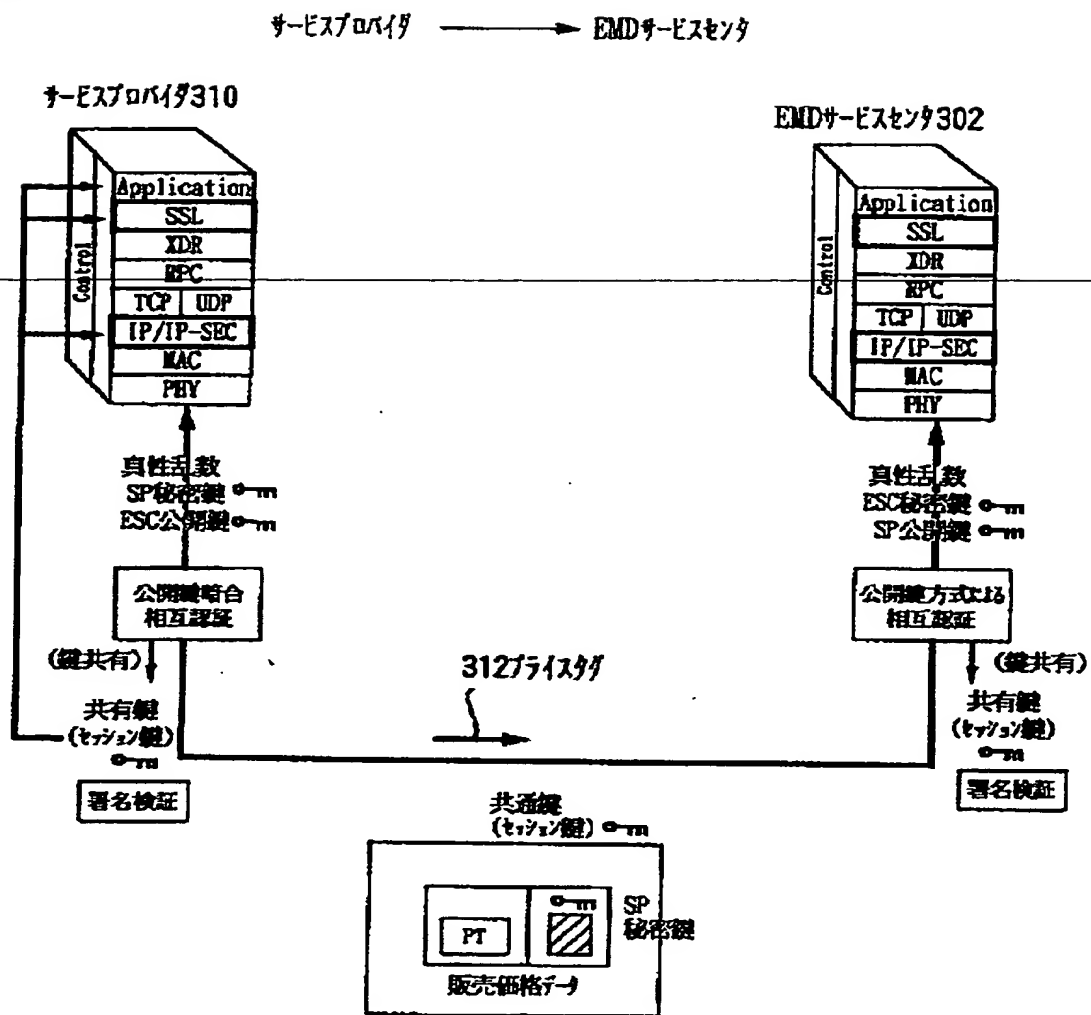 サービスプロバイダ → EMDサービスセンタ
サービスプロバイダ310
EMDサービスセンタ302
Control
Application
SSL
XDR
RPC
TCP UDP
IP/IP-SEC
MAC
PHY
Control
Application
SSL
XDR
RPC
TCP UDP
IP/IP-SEC
MAC
PHY
真性乱数
SP秘密鍵
ESC公開鍵
真性乱数
ESC秘密鍵
SP公開鍵
公開鍵暗合
相互認証
公開鍵方式による
相互認証
(鍵共有)
(鍵共有)
312プライスタグ
共有鍵
(セッション鍵)
署名検証
共有鍵
(セッション鍵)
署名検証
共通鍵
(セッション鍵)
PT
SP
秘密鍵
販売価格データ